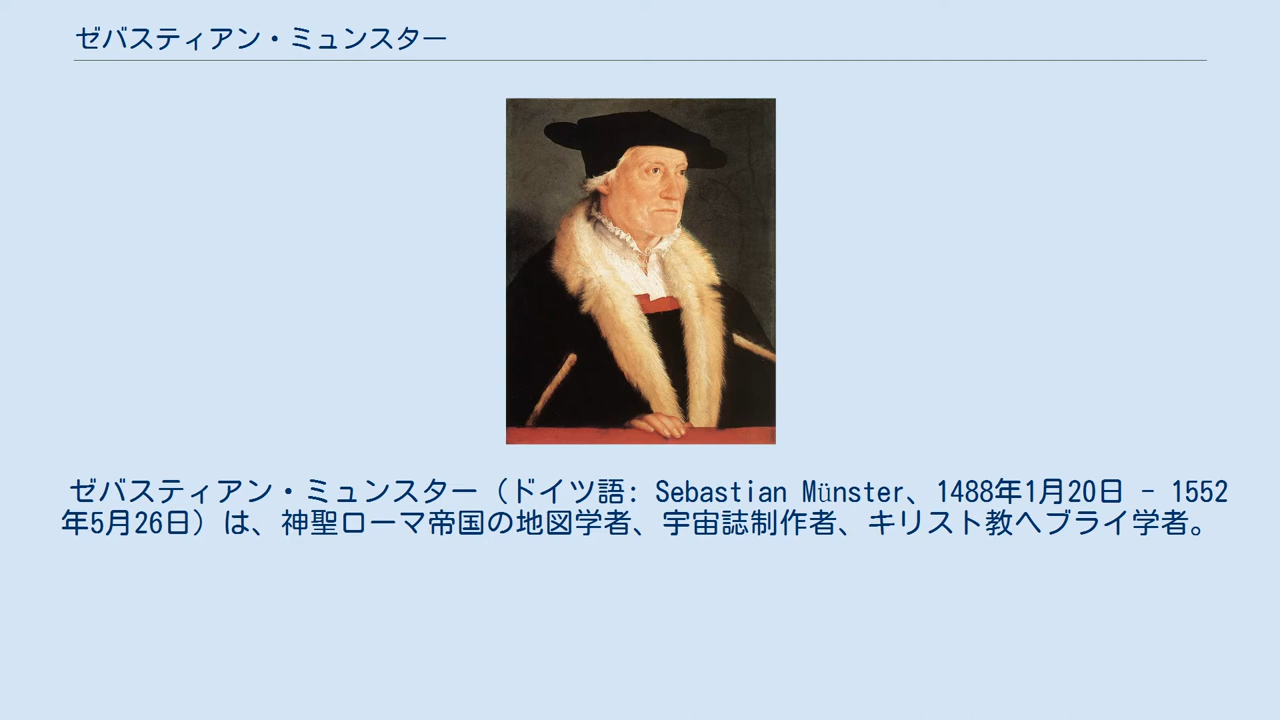 ゼバスティアン・ミュンスター
ゼバスティアン・ミュンスター（ドイツ語: Sebastian Münster、1488年1月20日 - 1552
年5月26日）は、神聖ローマ帝国の地図学者、宇宙誌制作者、キリスト教ヘブライ学者。